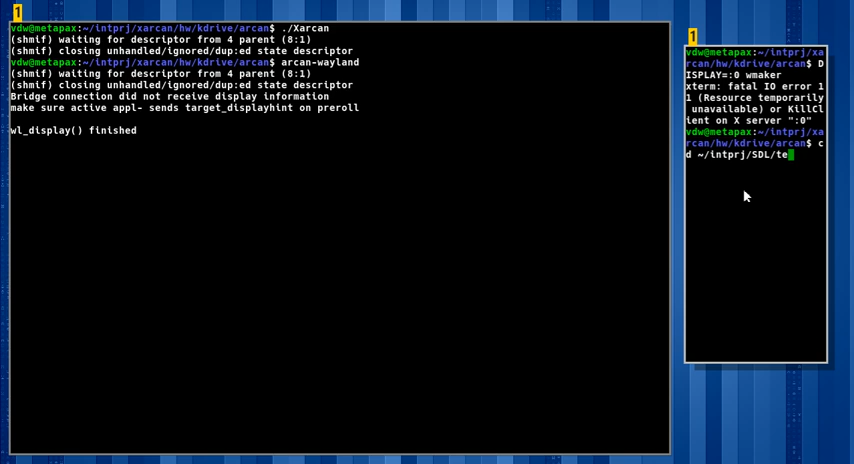 1
vdw@metapax:~/intprj/xarcan/hw/kdrive/arcan$ ./Xarcan
(shmif) waiting for descriptor from 4 parent (8:1)
(shmif) closing unhandled/ignored/dup:ed state descriptor
vdw@metapax:~/intprj/xarcan/hw/kdrive/arcan$ arcan-wayland
(shmif) waiting for descriptor from 4 parent (8:1)
(shmif) closing unhandled/ignored/dup:ed state descriptor
Bridge connection did not receive display information
make sure active appl- sends target_displayhint on preroll
wl_display() finished
1
vdw@metapax:~/intprj/xa
rcan/hw/kdrive/arcan$ D
ISPLAY=:0 wmaker
xterm: fatal IO error 1
1 (Resource temporarily
 unavailable) or KillCl
ient on X server ":0"
vdw@metapax:~/intprj/xa
rcan/hw/kdrive/arcan$ c
d ~/intprj/SDL/te